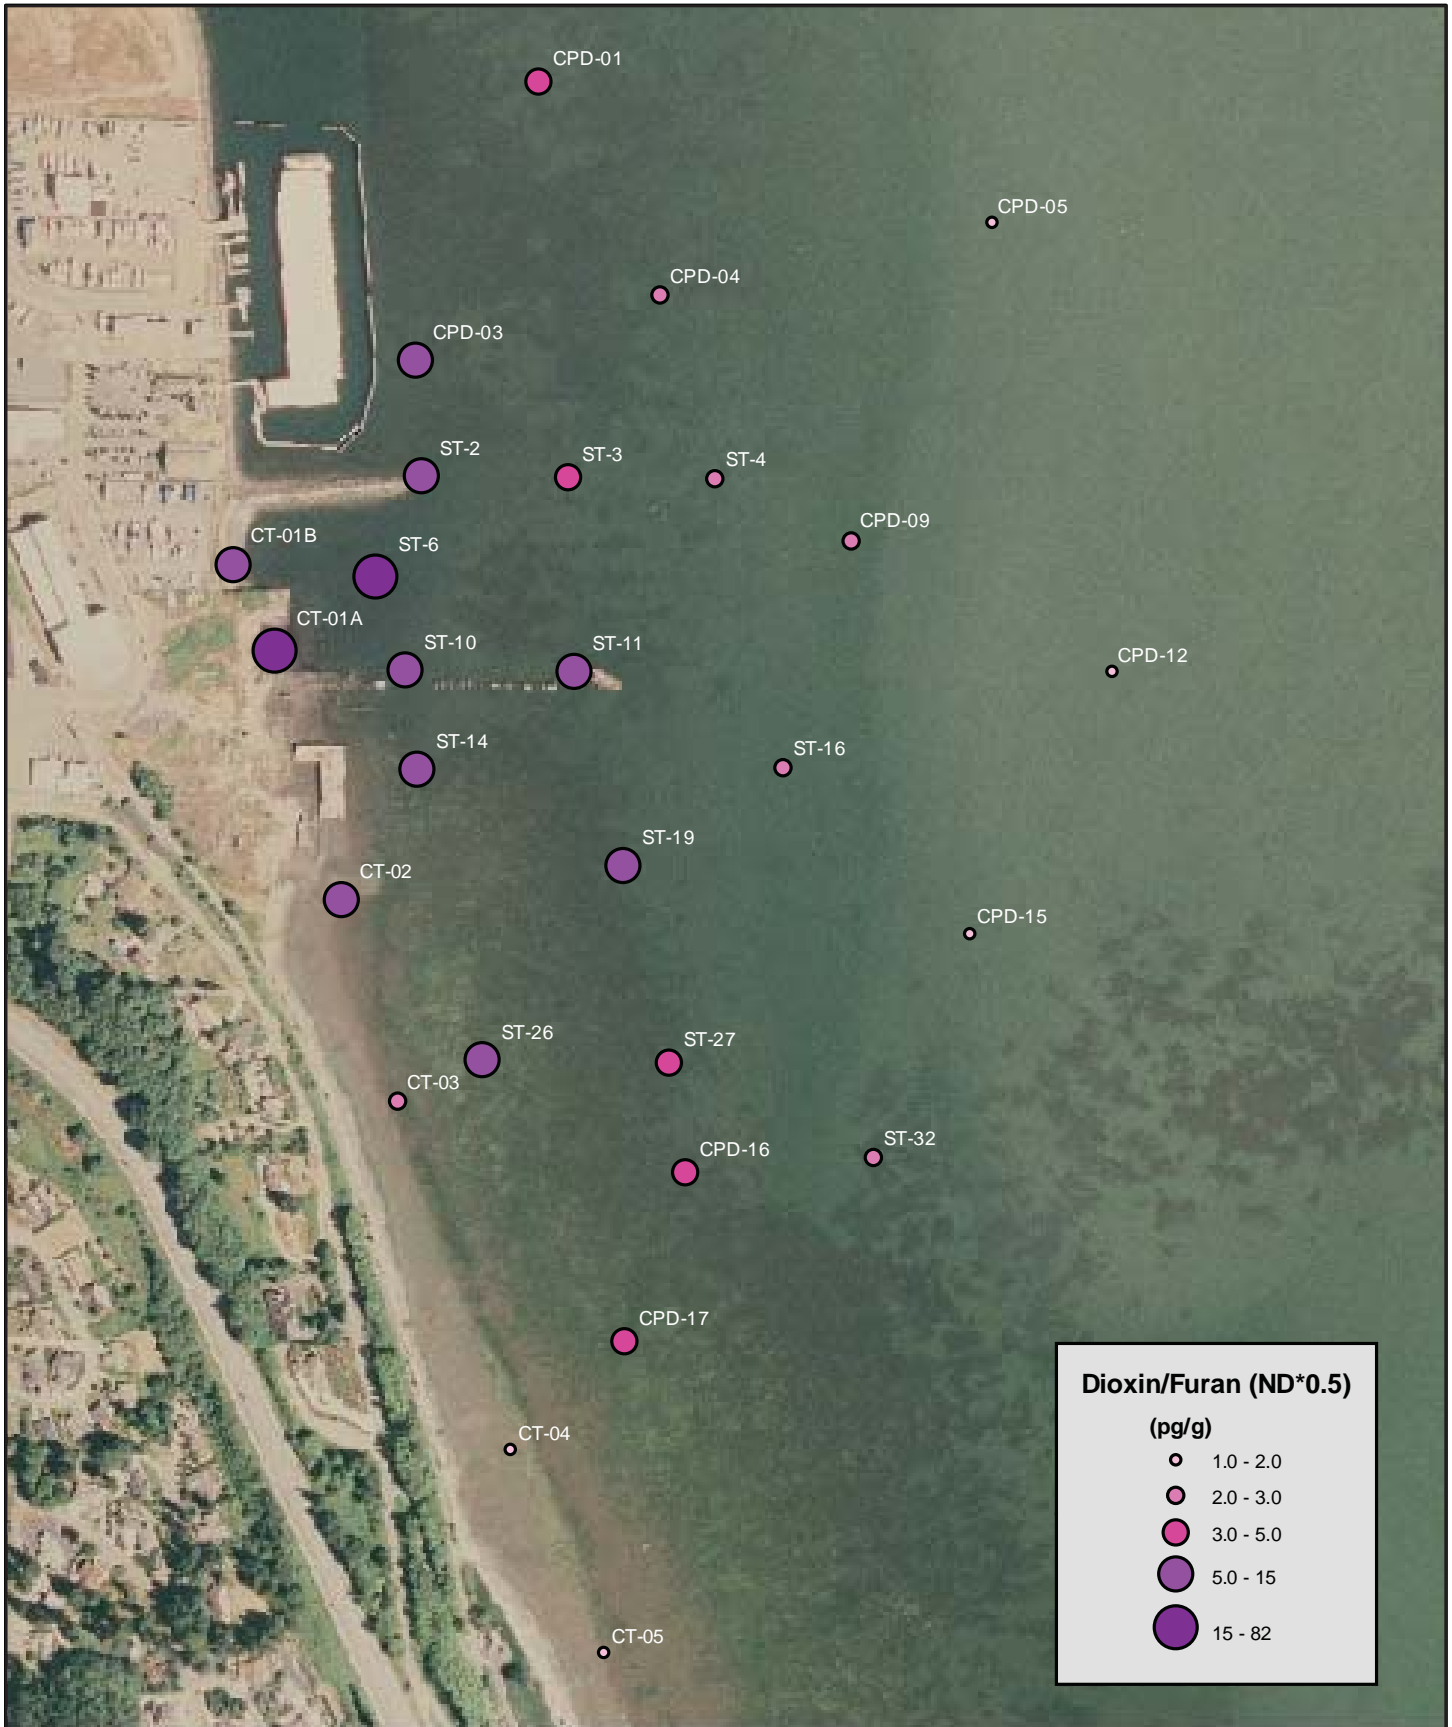 CPD-01
CPD-05
CPD-04
CPD-03
ST-2
ST-3
ST-4
CPD-09
CT-01B
ST-6
CT-01A
ST-10
ST-11
CPD-12
ST-14
ST-16
ST-19
CT-02
CPD-15
ST-26
ST-27
CT-03
ST-32
CPD-16
CPD-17
CT-04
CT-05
Dioxin/Furan (ND*0.5)
(pg/g)
1.0 - 2.0
2.0 - 3.0
3.0 - 5.0
5.0 - 15
15 - 82